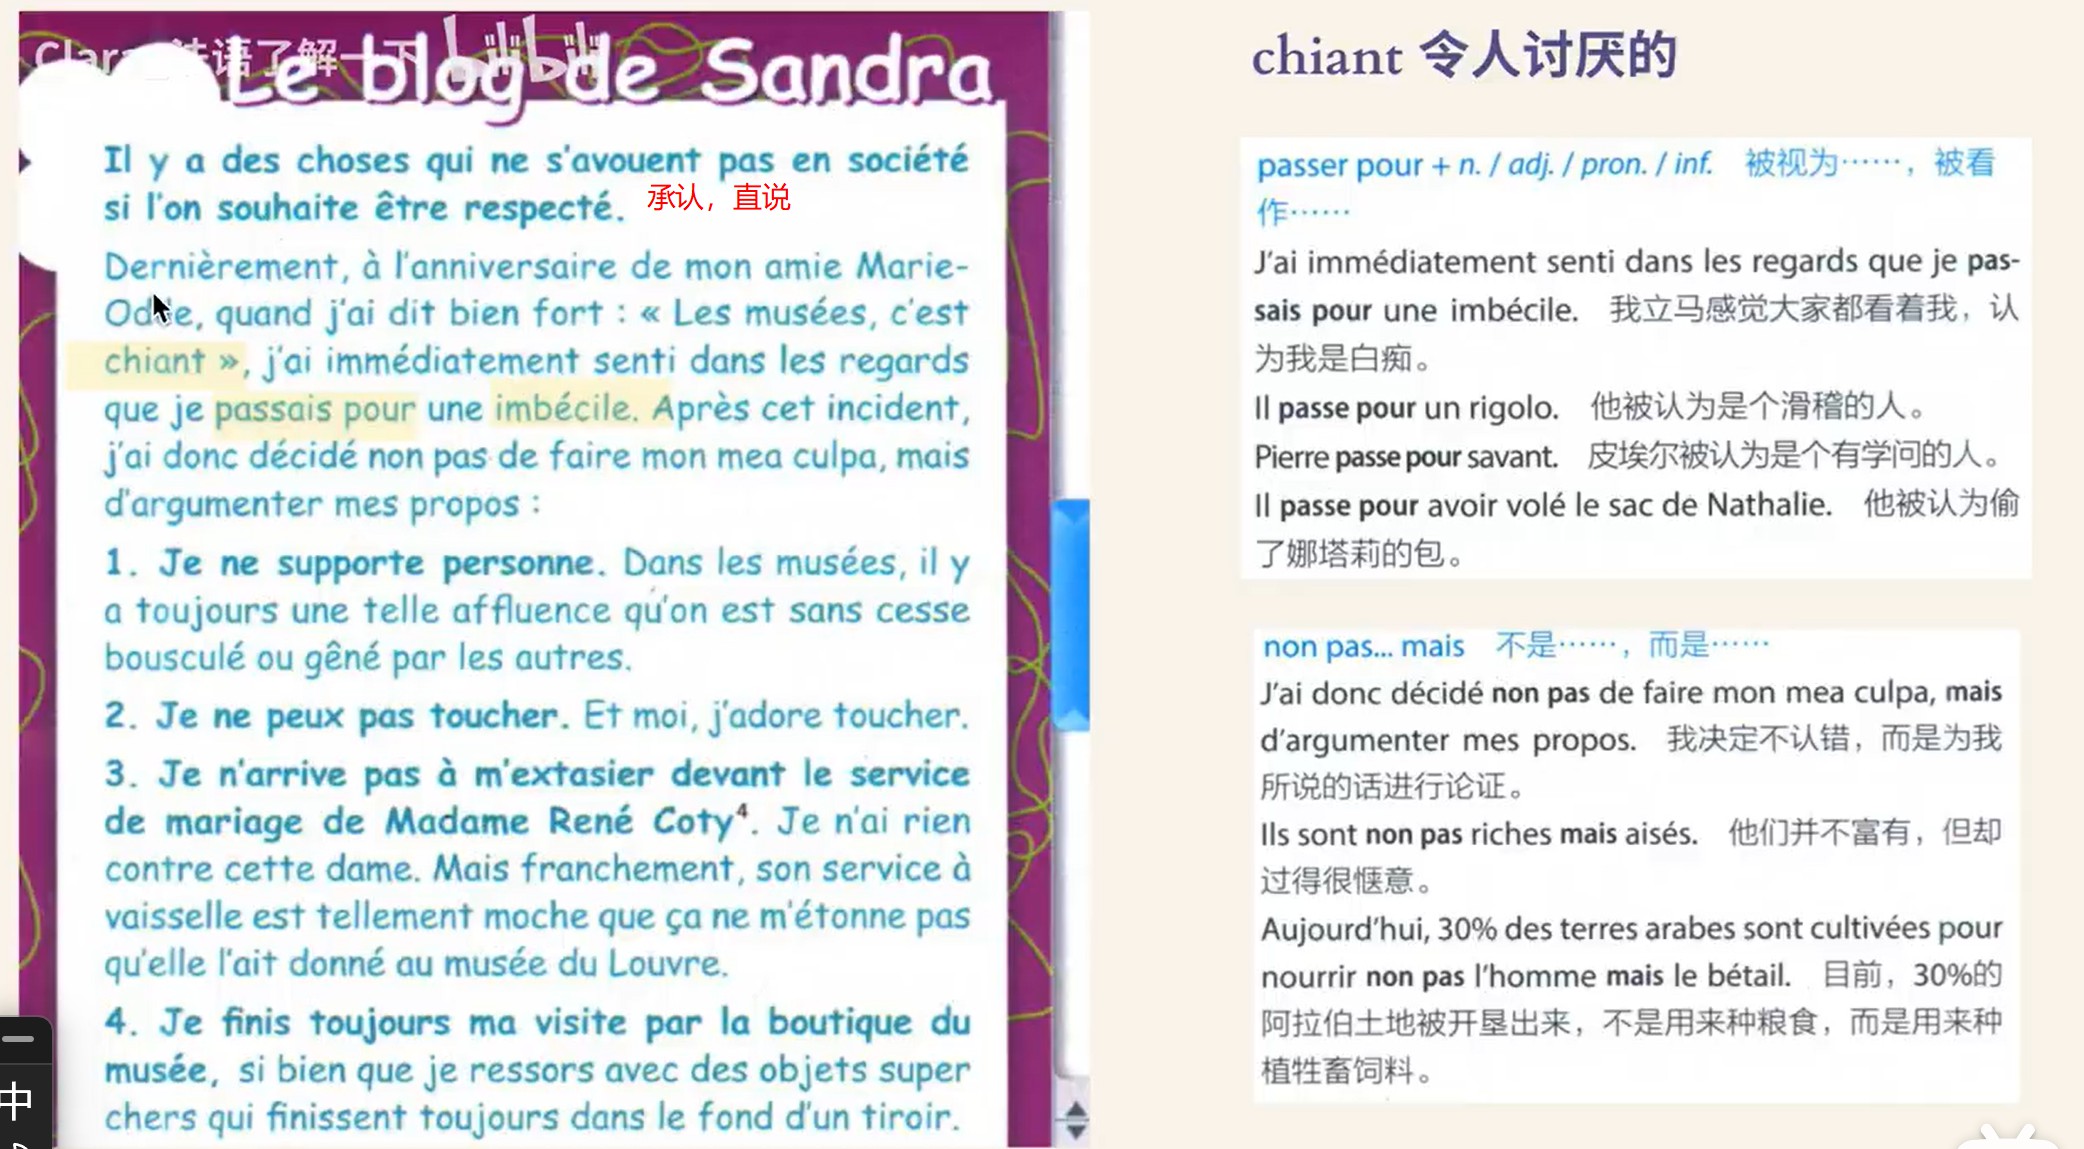 Clara 法语了解一下 bilibili
Le blog de Sandra
Il y a des choses qui ne s'avouent pas en société
si l'on souhaite être respecté.
承认，直说
Dernièrement, à l'anniversaire de mon amie Marie-
Odile, quand j'ai dit bien fort : « Les musées, c'est
chiant », j'ai immédiatement senti dans les regards
que je passais pour une imbécile. Après cet incident,
j'ai donc décidé non pas de faire mon mea culpa, mais
d'argumenter mes propos :
1. Je ne supporte personne. Dans les musées, il y
a toujours une telle affluence qu'on est sans cesse
bousculé ou gêné par les autres.
2. Je ne peux pas toucher. Et moi, j'adore toucher.
3. Je n'arrive pas à m'extasier devant le service
de mariage de Madame René Coty⁴. Je n'ai rien
contre cette dame. Mais franchement, son service à
vaisselle est tellement moche que ça ne m'étonne pas
qu'elle l'ait donné au musée du Louvre.
4. Je finis toujours ma visite par la boutique du
musée, si bien que je ressors avec des objets super
chers qui finissent toujours dans le fond d'un tiroir.
中
chiant 令人讨厌的
passer pour + n. / adj. / pron. / inf. 被视为……，被看
作……
J'ai immédiatement senti dans les regards que je pas-
sais pour une imbécile. 我立马感觉大家都看着我，认
为我是白痴。
Il passe pour un rigolo. 他被认为是个滑稽的人。
Pierre passe pour savant. 皮埃尔被认为是个有学问的人。
Il passe pour avoir volé le sac de Nathalie. 他被认为偷
了娜塔莉的包。
non pas... mais 不是……，而是……
J'ai donc décidé non pas de faire mon mea culpa, mais
d'argumenter mes propos. 我决定不认错，而是为我
所说的话进行论证。
Ils sont non pas riches mais aisés. 他们并不富有，但却
过得很惬意。
Aujourd'hui, 30% des terres arabes sont cultivées pour
nourrir non pas l'homme mais le bétail. 目前，30%的
阿拉伯土地被开垦出来，不是用来种粮食，而是用来种
植牲畜饲料。